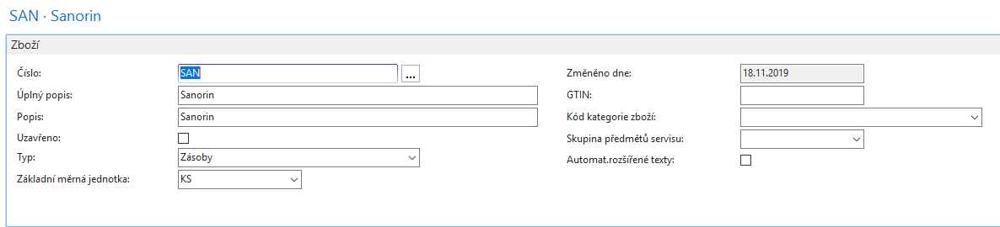 SAN · Sanorin
Zboží
Číslo: SAN ...
Úplný popis: Sanorin
Popis: Sanorin
Uzavřeno:
Typ: Zásoby
Základní měrná jednotka: KS
Změněno dne: 18.11.2019
GTIN:
Kód kategorie zboží:
Skupina předmětů servisu:
Automat.rozšířené texty: